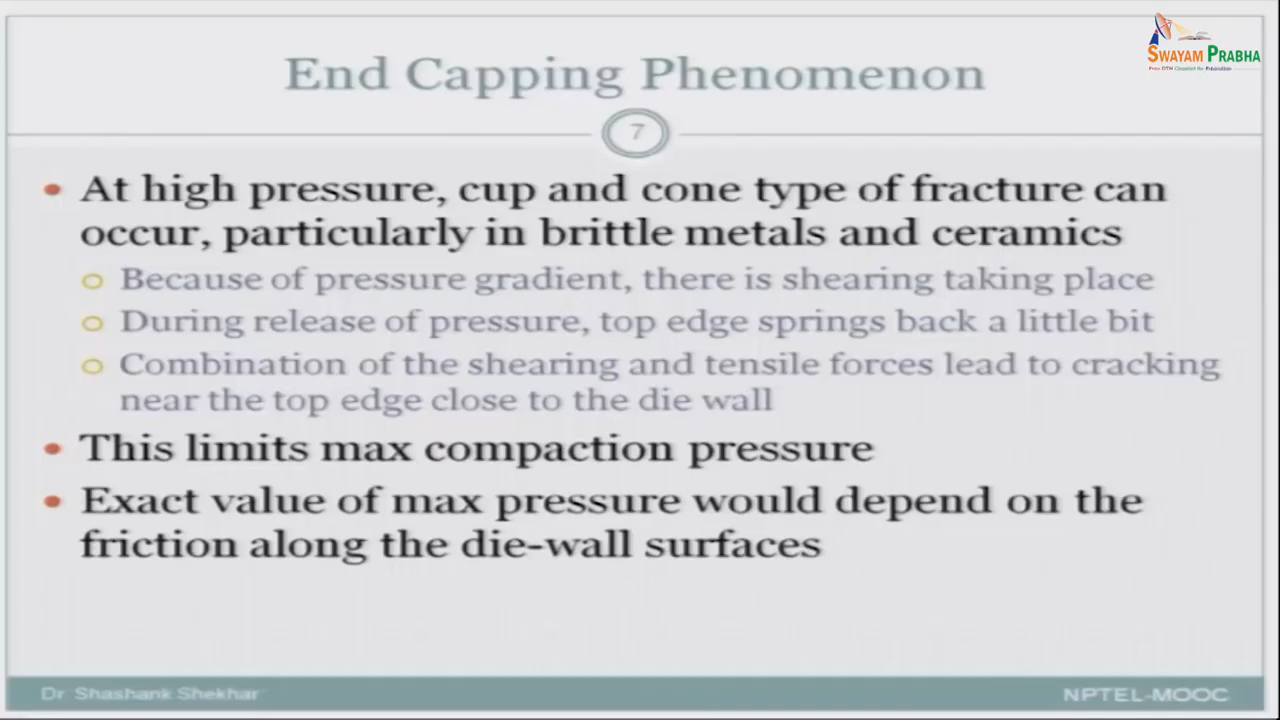 SWAYAM PRABHA
End Capping Phenomenon
7
• At high pressure, cup and cone type of fracture can
occur, particularly in brittle metals and ceramics
o Because of pressure gradient, there is shearing taking place
o During release of pressure, top edge springs back a little bit
o Combination of the shearing and tensile forces lead to cracking
near the top edge close to the die wall
• This limits max compaction pressure
• Exact value of max pressure would depend on the
friction along the die-wall surfaces
Dr Shashank Shekhar
NPTEL-MOOC